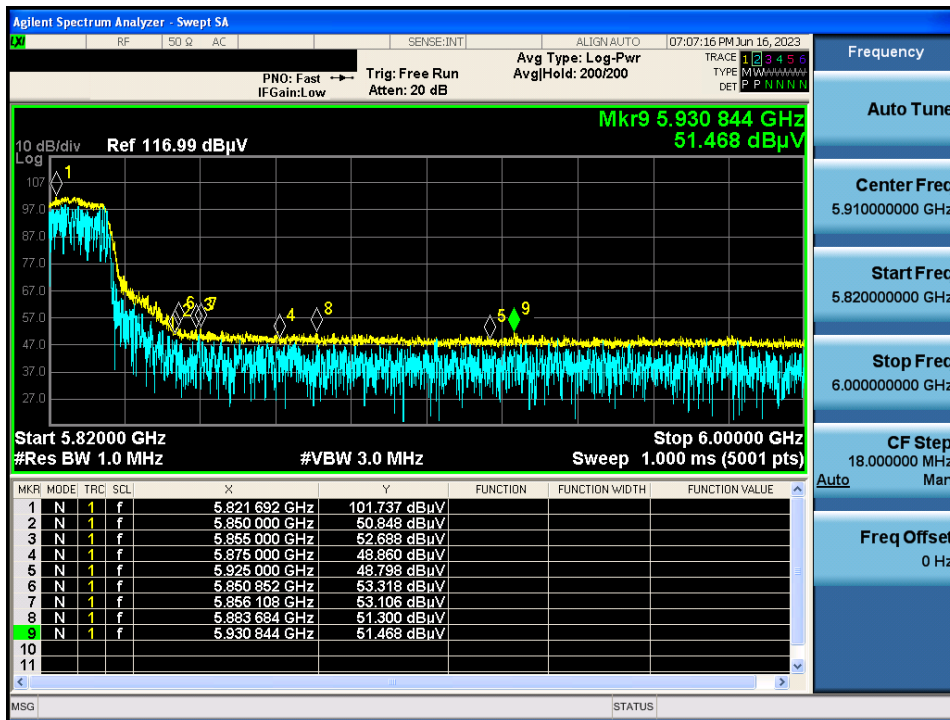 Agilent Spectrum Analyzer - Swept SA
LXI RF 50 Ω AC SENSE:INT ALIGN AUTO 07:07:16 PM Jun 16, 2023
PNO: Fast Trig: Free Run Avg Type: Log-Pwr TRACE 1 2 3 4 5 6
IFGain:Low Atten: 20 dB Avg|Hold: 200/200 TYPE M W
DET P P N N N N
Mkr9 5.930 844 GHz
51.468 dBµV
10 dB/div Ref 116.99 dBµV
Log
107
97.0
87.0
77.0
67.0
57.0
47.0
37.0
27.0
1
6
2
3
7
4
8
5
9
Start 5.82000 GHz Stop 6.00000 GHz
#Res BW 1.0 MHz #VBW 3.0 MHz Sweep 1.000 ms (5001 pts)
MKR MODE TRC SCL X Y FUNCTION FUNCTION WIDTH FUNCTION VALUE
1 N 1 f 5.821 692 GHz 101.737 dBµV
2 N 1 f 5.850 000 GHz 50.848 dBµV
3 N 1 f 5.855 000 GHz 52.688 dBµV
4 N 1 f 5.875 000 GHz 48.860 dBµV
5 N 1 f 5.925 000 GHz 48.798 dBµV
6 N 1 f 5.850 852 GHz 53.318 dBµV
7 N 1 f 5.856 108 GHz 53.106 dBµV
8 N 1 f 5.883 684 GHz 51.300 dBµV
9 N 1 f 5.930 844 GHz 51.468 dBµV
10
11
MSG STATUS
Frequency
Auto Tune
Center Freq
5.910000000 GHz
Start Freq
5.820000000 GHz
Stop Freq
6.000000000 GHz
CF Step
18.000000 MHz
Auto Man
Freq Offset
0 Hz